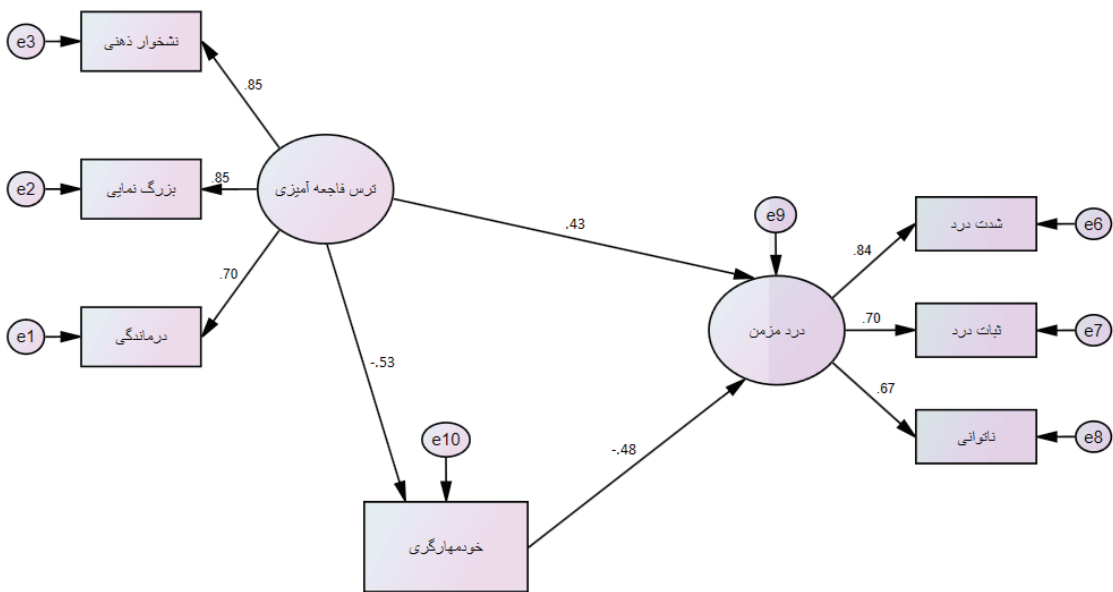 e3
نشخوار ذهنی
.85
e2
بزرگ نمایی
.85
ترس فاجعه آمیزی
e1
درماندگی
.70
.43
-.53
e10
خودمهارگری
-.48
e9
درد مزمن
.84
شدت درد
e6
.70
ثبات درد
e7
.67
ناتوانی
e8